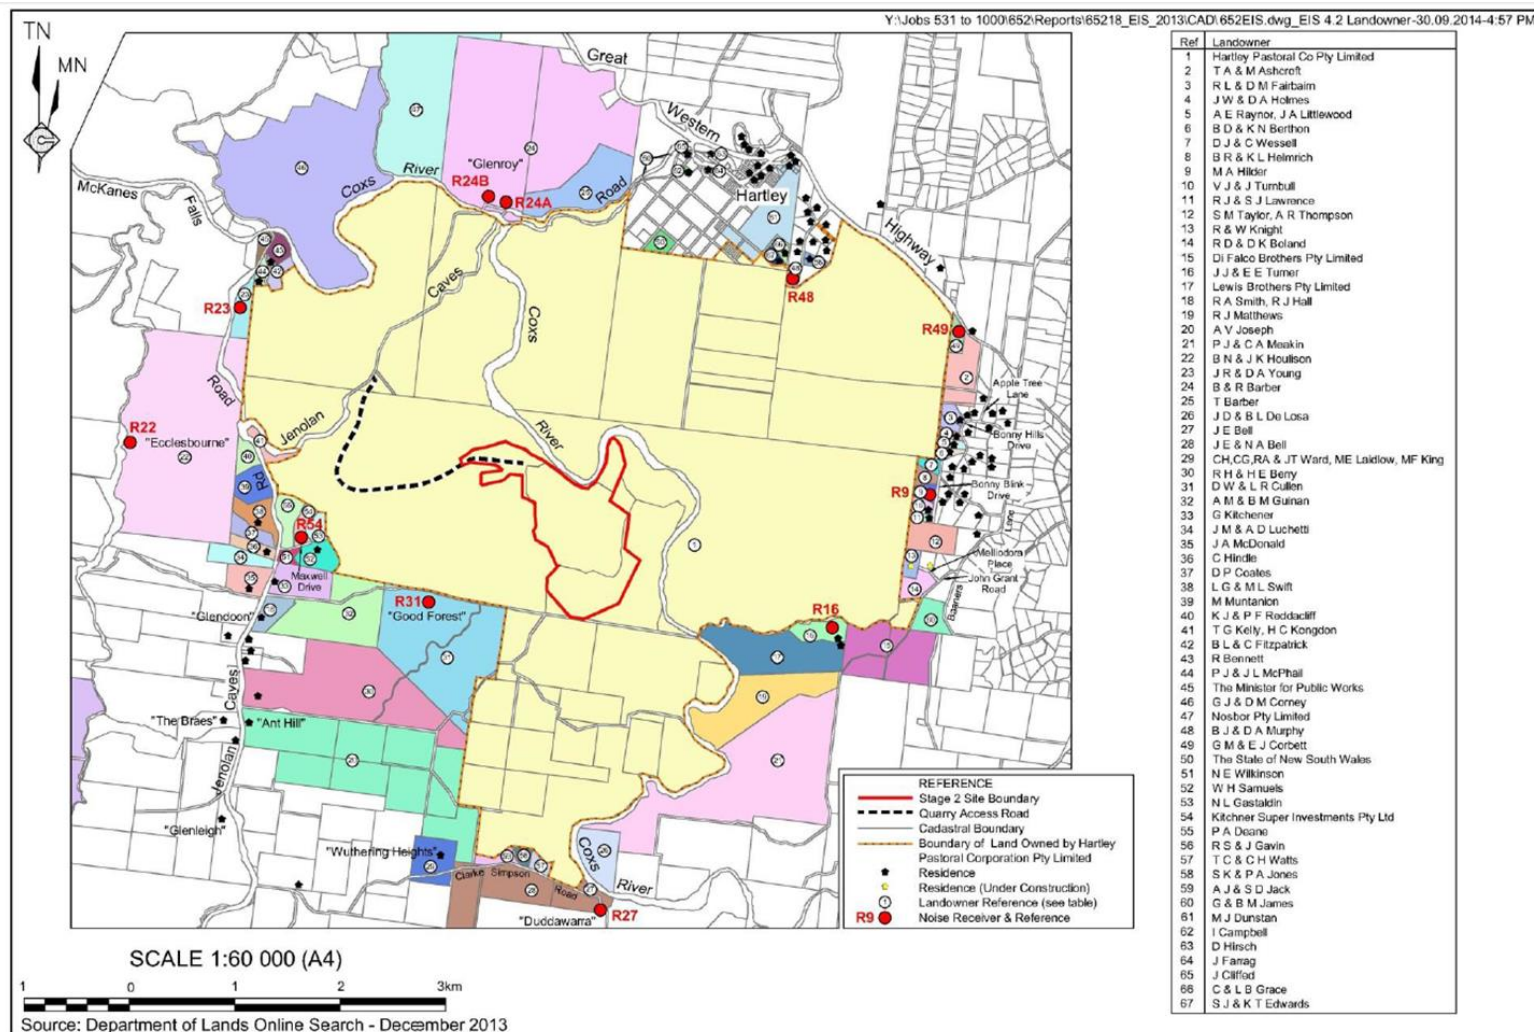 Y:\Jobs 531 to 1000\652\Reports\65218_EIS_2013\CAD\652EIS.dwg_EIS 4.2 Landowner-30.09.2014-4:57 PM
TN
MN
Great
Western
Highway
McKanes
Falls
Road
Coxs
River
"Glenroy"
Road
R24B
R24A
Hartley
Caves
Coxs
River
R48
R49
R23
Apple Tree
Lane
Bonny Hills
Drive
Bonny Blink
Drive
Lane
Jenolan
R22
"Ecclesbourne"
Rd
R9
R54
Maxwell
Drive
Melliodora
Place
John Grant
Road
Baaners
R31
"Good Forest"
R16
"Glendoon"
Caves
"The Braes"
"Ant Hill"
Jenolan
"Glenleigh"
"Wuthering Heights"
Clarke Simpson Road
Coxs
River
"Duddawarra"
R27
REFERENCE
Stage 2 Site Boundary
Quarry Access Road
Cadastral Boundary
Boundary of Land Owned by Hartley
Pastoral Corporation Pty Limited
Residence
Residence (Under Construction)
1 Landowner Reference (see table)
R9 Noise Receiver & Reference
SCALE 1:60 000 (A4)
1 0 1 2 3km
Source: Department of Lands Online Search - December 2013
Ref Landowner
1 Hartley Pastoral Co Pty Limited
2 T A & M Ashcroft
3 R L & D M Fairbairn
4 J W & D A Holmes
5 A E Raynor, J A Littlewood
6 B D & K N Berthon
7 D J & C Wessell
8 B R & K L Helmrich
9 M A Hilder
10 V J & J Turnbull
11 R J & S J Lawrence
12 S M Taylor, A R Thompson
13 R & W Knight
14 R D & D K Boland
15 Di Falco Brothers Pty Limited
16 J J & E E Turner
17 Lewis Brothers Pty Limited
18 R A Smith, R J Hall
19 R J Matthews
20 A V Joseph
21 P J & C A Meakin
22 B N & J K Houlison
23 J R & D A Young
24 B & R Barber
25 T Barber
26 J D & B L De Losa
27 J E Bell
28 J E & N A Bell
29 CH,CG,RA & JT Ward, ME Laidlow, MF King
30 R H & H E Berry
31 D W & L R Cullen
32 A M & B M Guinan
33 G Kitchener
34 J M & A D Luchetti
35 J A McDonald
36 C Hindle
37 D P Coates
38 L G & M L Swift
39 M Muntanion
40 K J & P F Roddacliff
41 T G Kelly, H C Kongdon
42 B L & C Fitzpatrick
43 R Bennett
44 P J & J L McPhail
45 The Minister for Public Works
46 G J & D M Corney
47 Nosbor Pty Limited
48 B J & D A Murphy
49 G M & E J Corbett
50 The State of New South Wales
51 N E Wilkinson
52 W H Samuels
53 N L Gastaldin
54 Kitchner Super Investments Pty Ltd
55 P A Deane
56 R S & J Gavin
57 T C & C H Watts
58 S K & P A Jones
59 A J & S D Jack
60 G & B M James
61 M J Dunstan
62 I Campbell
63 D Hirsch
64 J Farrag
65 J Cliffed
66 C & L B Grace
67 S J & K T Edwards